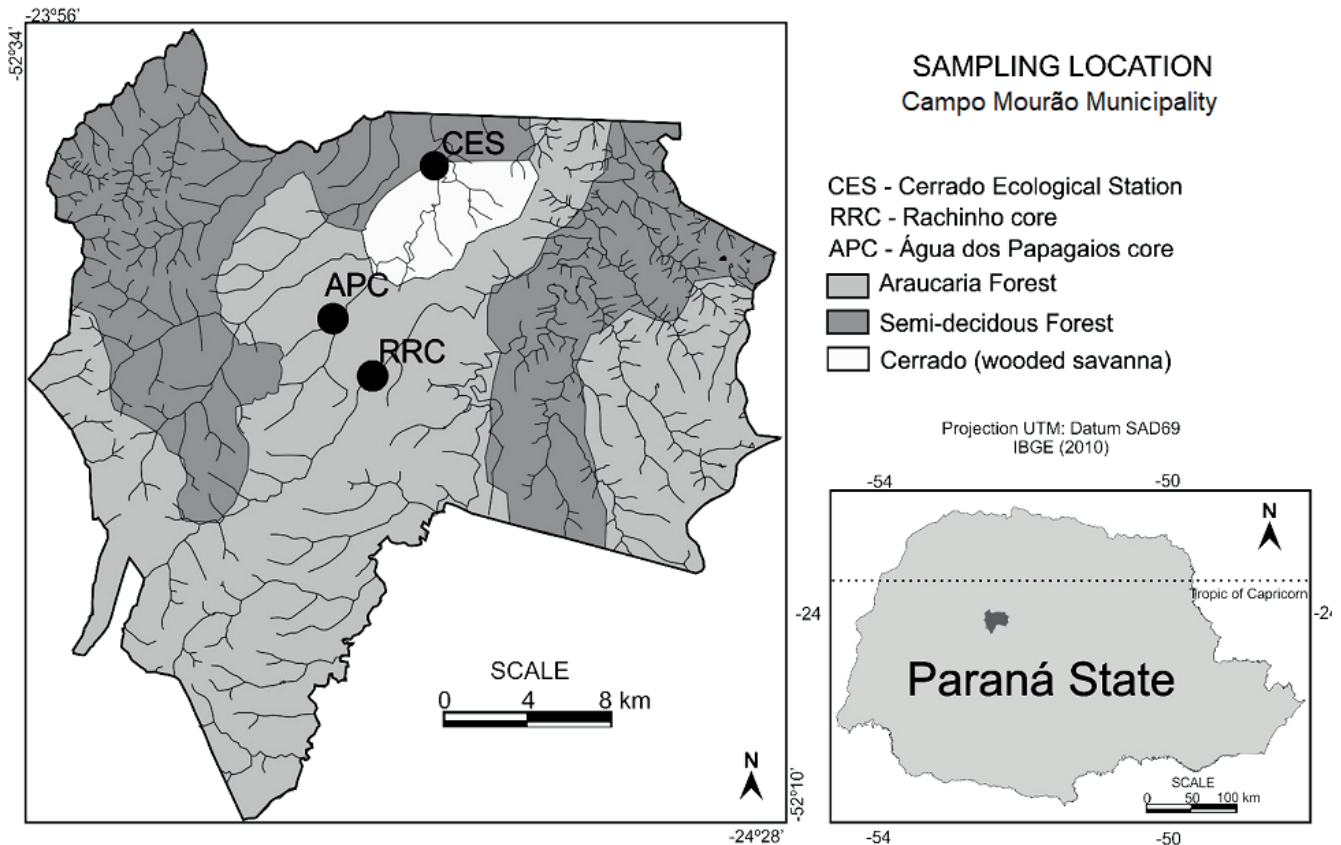 -23º56'
-52º34'
CES
APC
RRC
SCALE
0 4 8 km
N
-52º10'
-24º28'
SAMPLING LOCATION
Campo Mourão Municipality
CES - Cerrado Ecological Station
RRC - Rachinho core
APC - Água dos Papagaios core
Araucaria Forest
Semi-decidous Forest
Cerrado (wooded savanna)
Projection UTM: Datum SAD69
IBGE (2010)
-54 -50
N
Tropic of Capricorn
-24 -24
Paraná State
SCALE
0 50 100 km
-54 -50